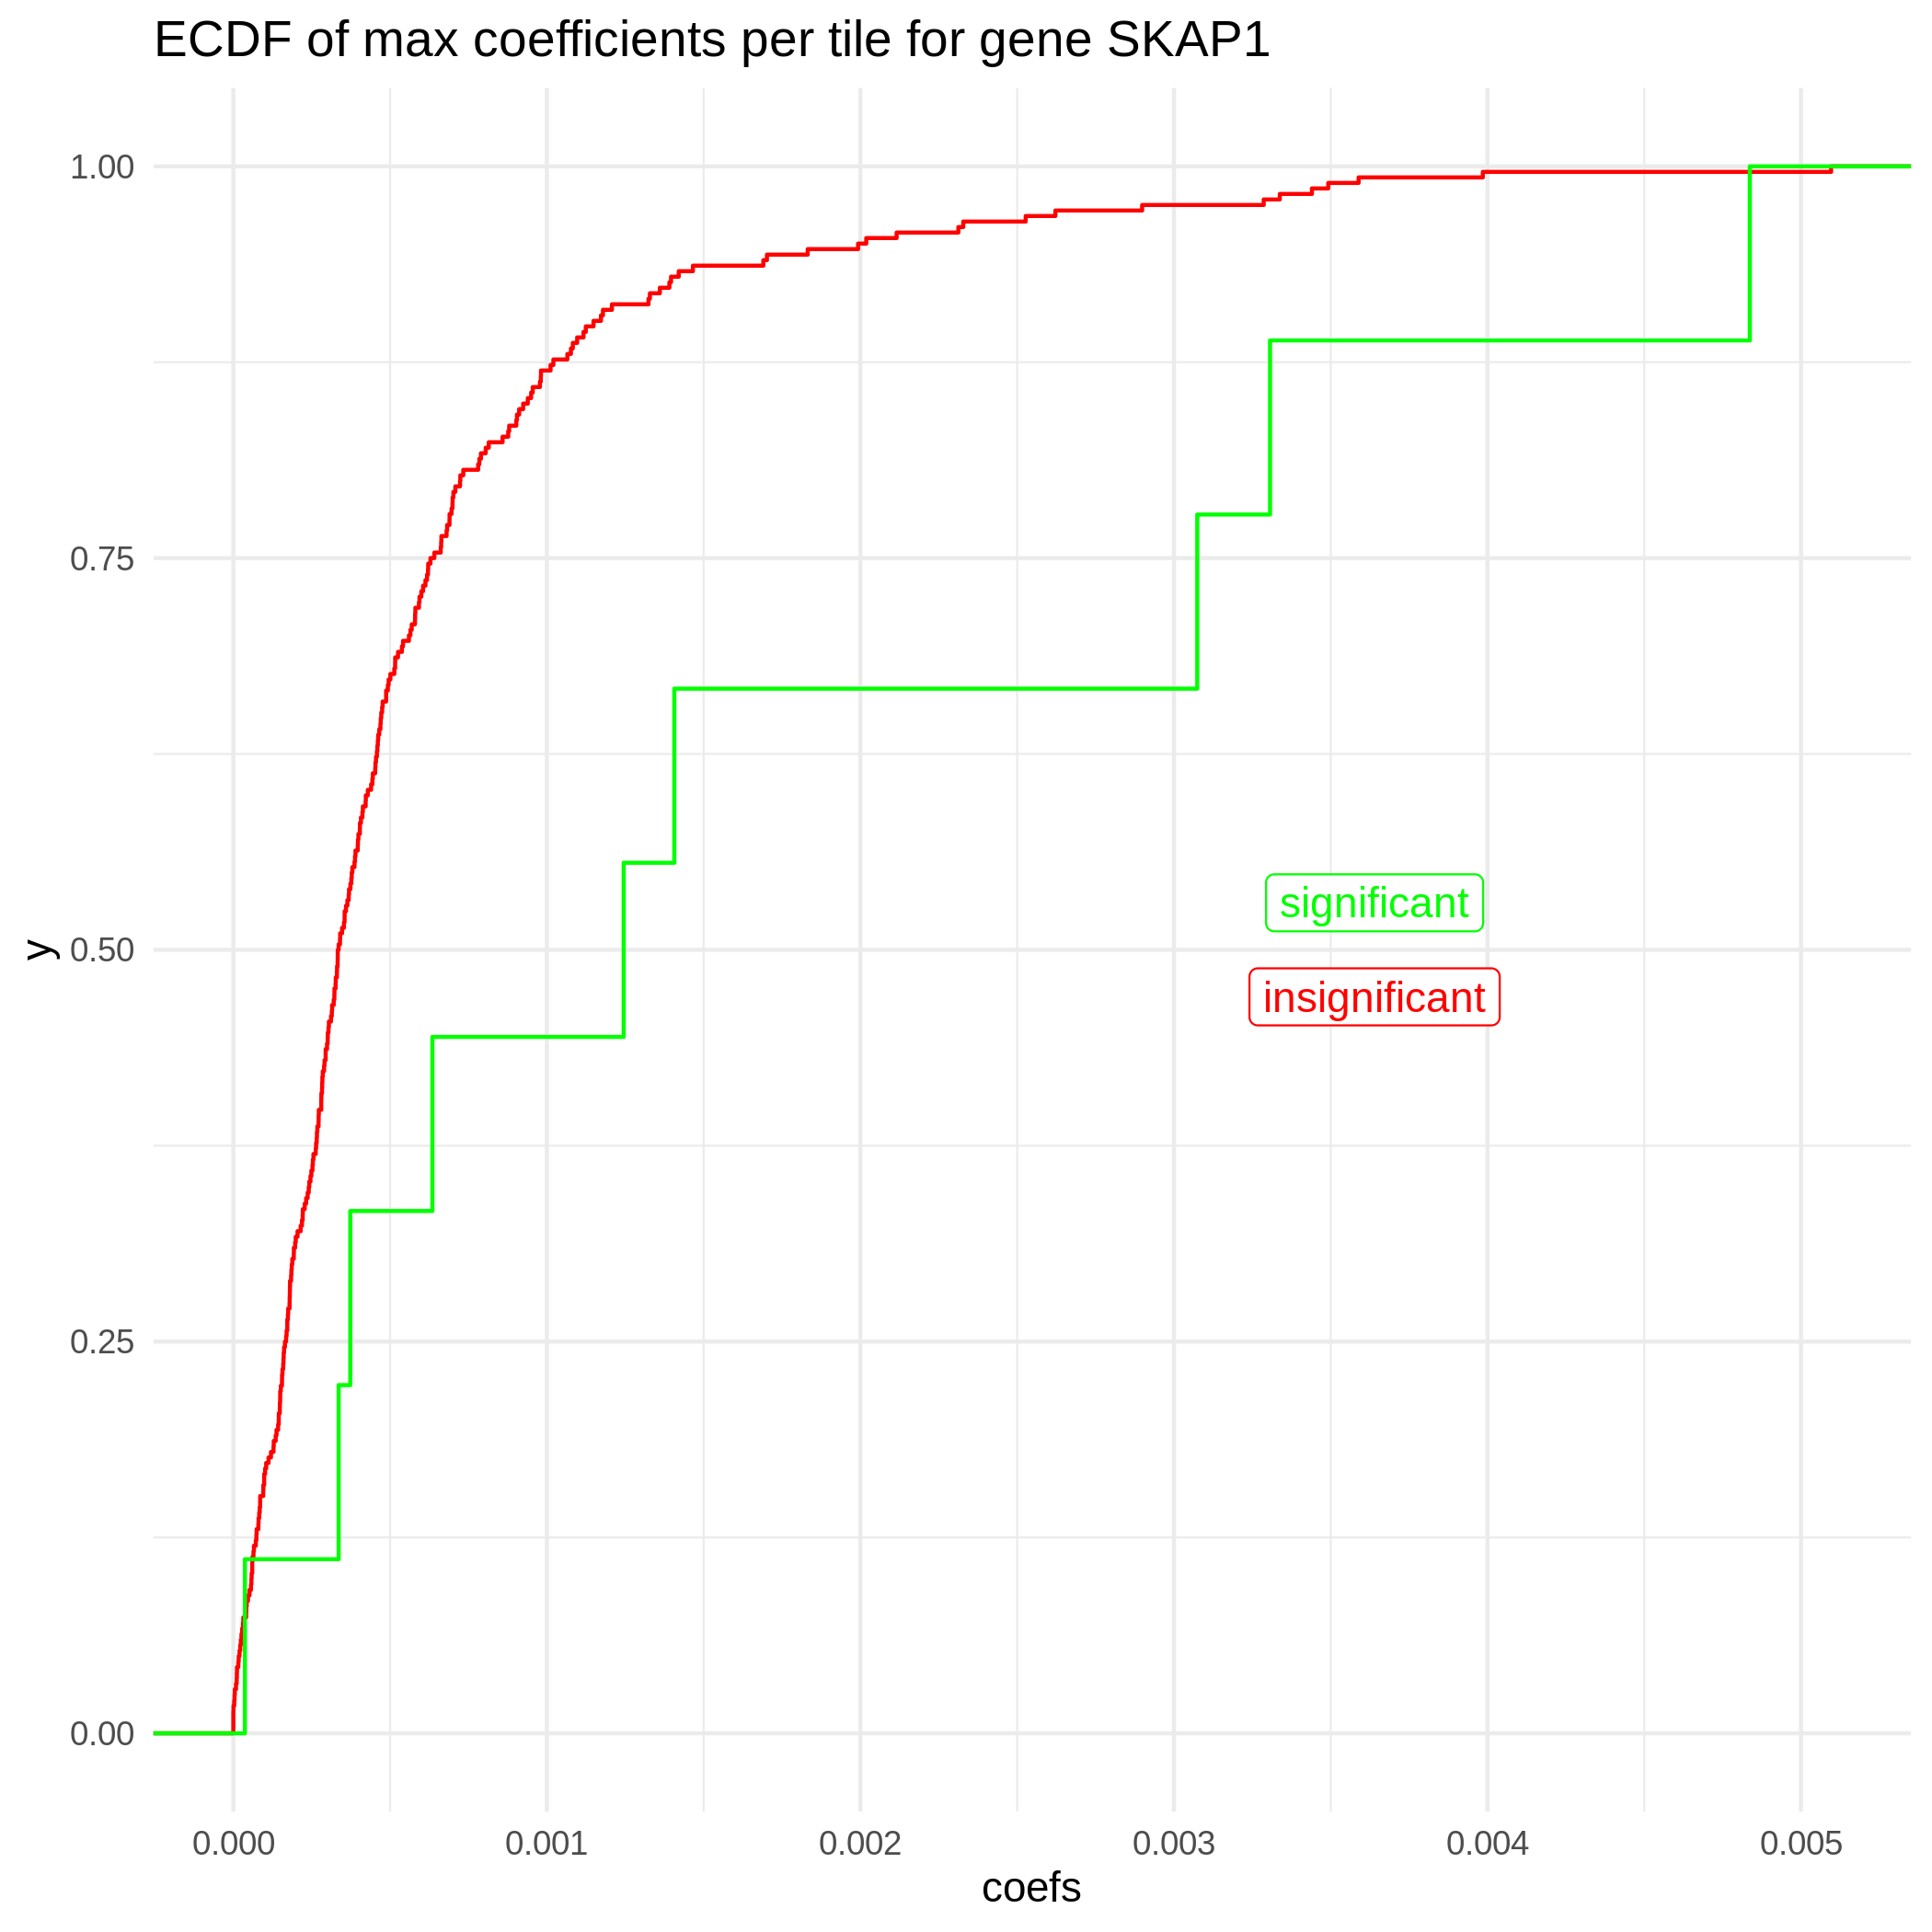 ECDF of max coefficients per tile for gene SKAP1
1.00
0.75
0.50
0.25
0.00
y
significant
insignificant
0.000 0.001 0.002 0.003 0.004 0.005
coefs